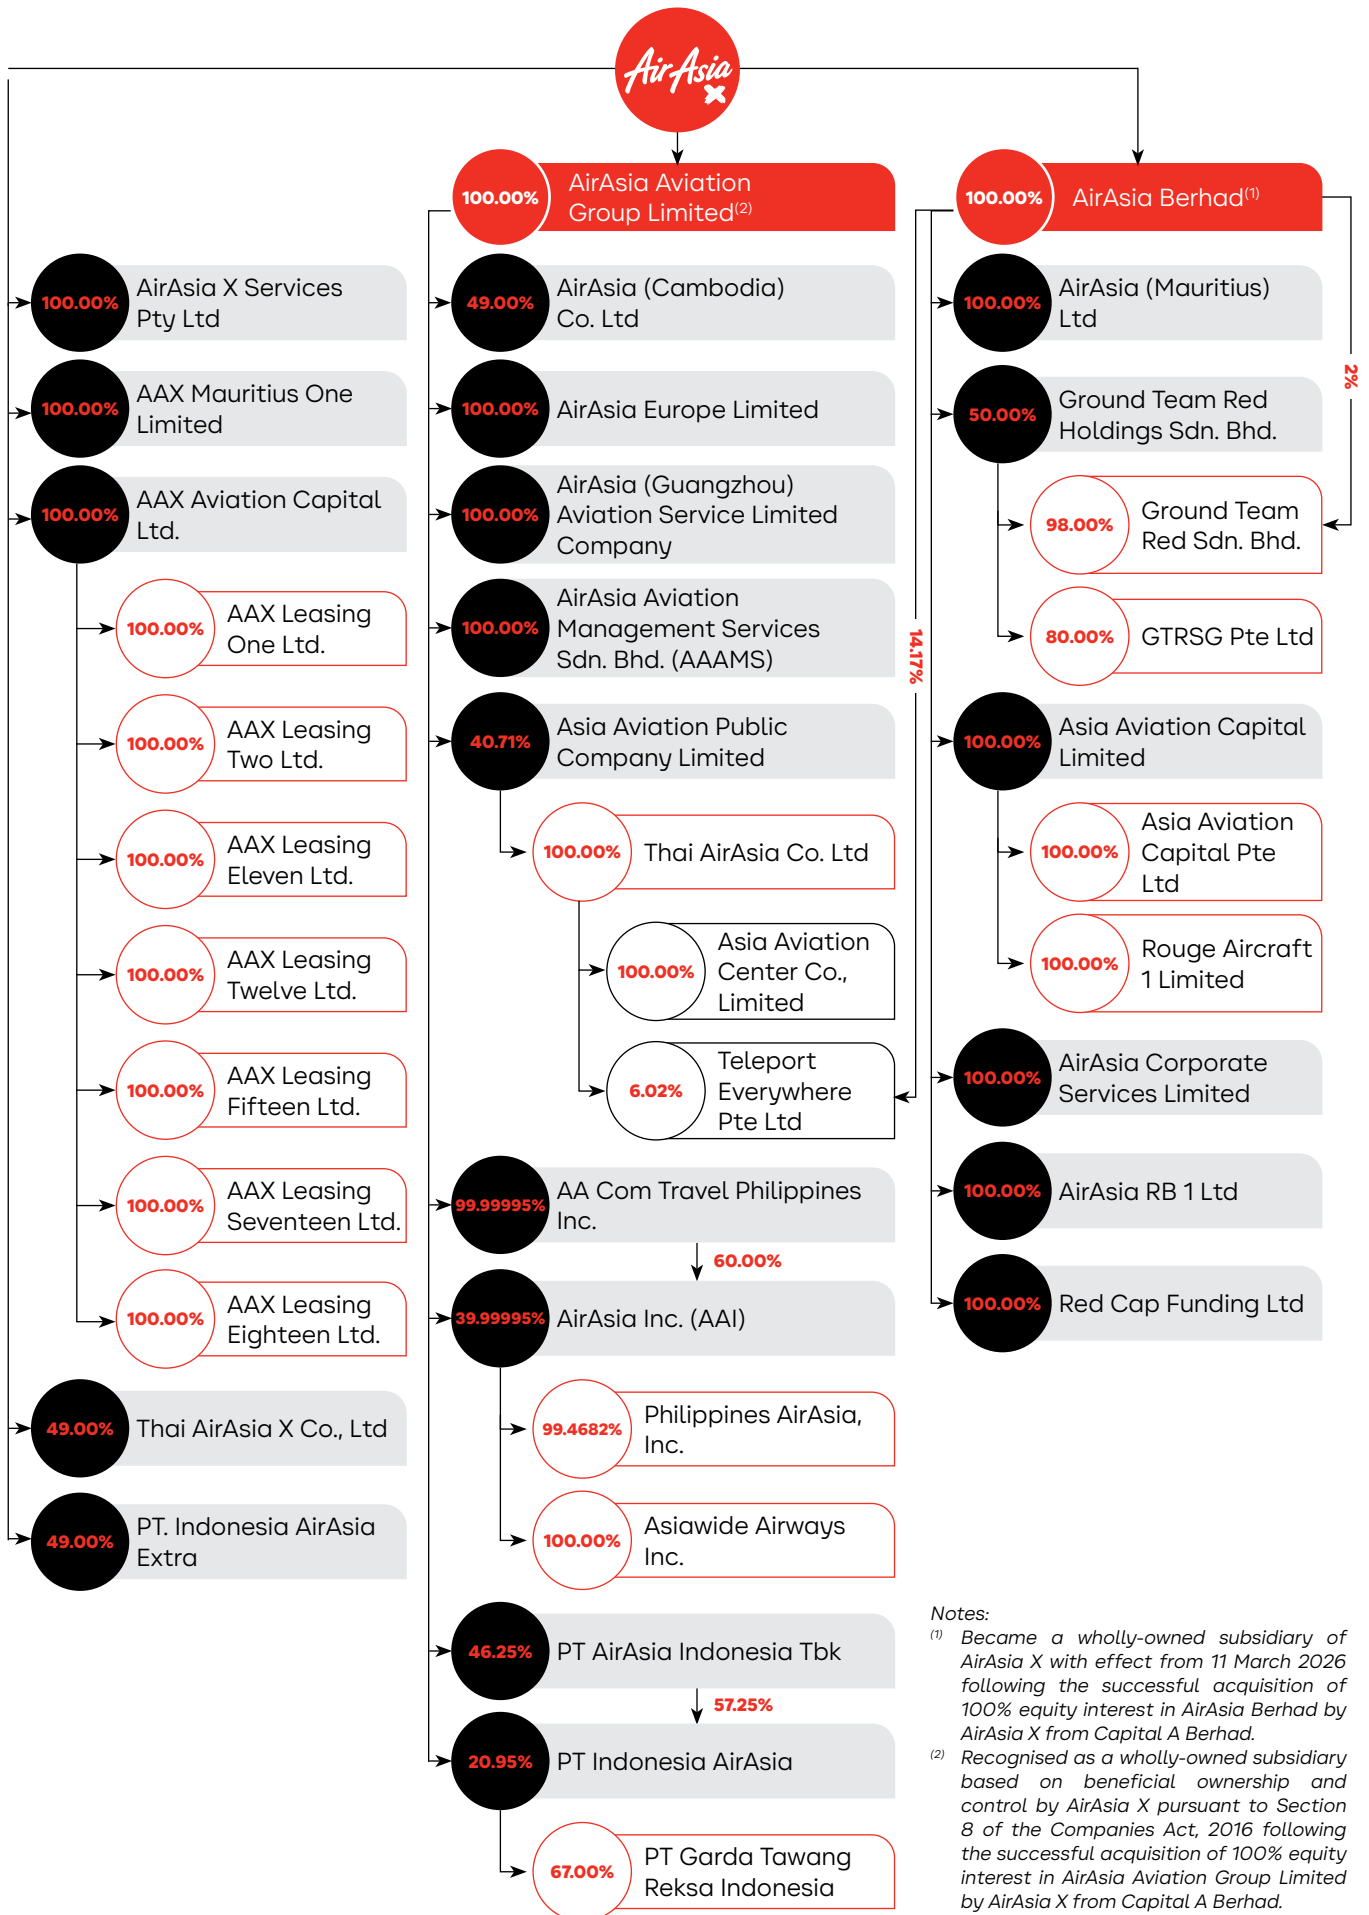 AirAsia
X
100.00%
AirAsia Aviation
Group Limited(2)
100.00%
AirAsia Berhad(1)
100.00%
AirAsia X Services
Pty Ltd
100.00%
AAX Mauritius One
Limited
100.00%
AAX Aviation Capital
Ltd.
100.00%
AAX Leasing
One Ltd.
100.00%
AAX Leasing
Two Ltd.
100.00%
AAX Leasing
Eleven Ltd.
100.00%
AAX Leasing
Twelve Ltd.
100.00%
AAX Leasing
Fifteen Ltd.
100.00%
AAX Leasing
Seventeen Ltd.
100.00%
AAX Leasing
Eighteen Ltd.
49.00%
Thai AirAsia X Co., Ltd
49.00%
PT. Indonesia AirAsia
Extra
49.00%
AirAsia (Cambodia)
Co. Ltd
100.00%
AirAsia Europe Limited
100.00%
AirAsia (Guangzhou)
Aviation Service Limited
Company
100.00%
AirAsia Aviation
Management Services
Sdn. Bhd. (AAAMS)
40.71%
Asia Aviation Public
Company Limited
100.00%
Thai AirAsia Co. Ltd
100.00%
Asia Aviation
Center Co.,
Limited
6.02%
Teleport
Everywhere
Pte Ltd
14.17%
99.99995%
AA Com Travel Philippines
Inc.
60.00%
39.99995%
AirAsia Inc. (AAI)
99.4682%
Philippines AirAsia,
Inc.
100.00%
Asiawide Airways
Inc.
46.25%
PT AirAsia Indonesia Tbk
57.25%
20.95%
PT Indonesia AirAsia
67.00%
PT Garda Tawang
Reksa Indonesia
100.00%
AirAsia (Mauritius)
Ltd
2%
50.00%
Ground Team Red
Holdings Sdn. Bhd.
98.00%
Ground Team
Red Sdn. Bhd.
80.00%
GTRSG Pte Ltd
100.00%
Asia Aviation Capital
Limited
100.00%
Asia Aviation
Capital Pte
Ltd
100.00%
Rouge Aircraft
1 Limited
100.00%
AirAsia Corporate
Services Limited
100.00%
AirAsia RB 1 Ltd
100.00%
Red Cap Funding Ltd
Notes:
(1) Became a wholly-owned subsidiary of
AirAsia X with effect from 11 March 2026
following the successful acquisition of
100% equity interest in AirAsia Berhad by
AirAsia X from Capital A Berhad.
(2) Recognised as a wholly-owned subsidiary
based on beneficial ownership and
control by AirAsia X pursuant to Section
8 of the Companies Act, 2016 following
the successful acquisition of 100% equity
interest in AirAsia Aviation Group Limited
by AirAsia X from Capital A Berhad.